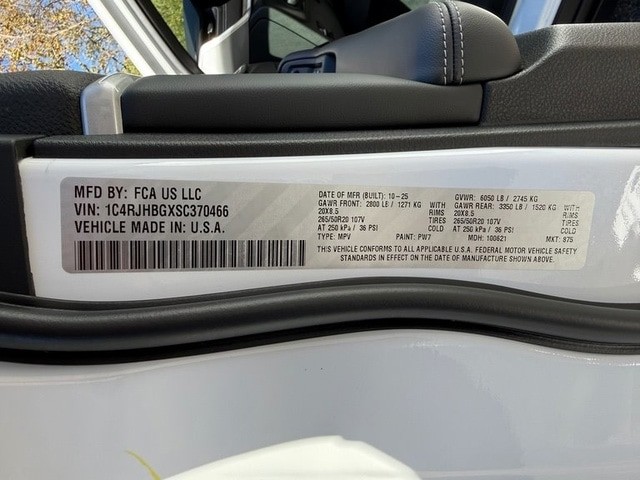 MFD BY: FCA US LLC
VIN: 1C4RJHBGXSC370466
VEHICLE MADE IN: U.S.A.
DATE OF MFR (BUILT): 10-25
GAWR FRONT: 2800 LB / 1271 KG WITH
20X8.5 RIMS
265/50R20 107V TIRES
AT 250 kPa / 36 PSI COLD
TYPE: MPV PAINT: PW7
GVWR: 6050 LB / 2745 KG
GAWR REAR: 3350 LB / 1520 KG WITH
20X8.5 RIMS
265/50R20 107V TIRES
AT 250 kPa / 36 PSI COLD
MDH: 100621 MKT: 875
THIS VEHICLE CONFORMS TO ALL APPLICABLE U.S.A. FEDERAL MOTOR VEHICLE SAFETY
STANDARDS IN EFFECT ON THE DATE OF MANUFACTURE SHOWN ABOVE.